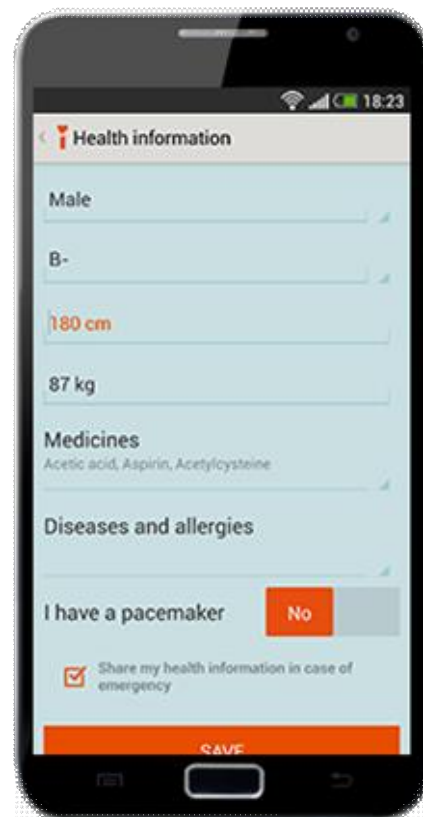 18:23
Health information
Male
B-
180 cm
87 kg
Medicines
Acetic acid, Aspirin, Acetylcysteine
Diseases and allergies
I have a pacemaker No
Share my health information in case of
emergency
SAVE